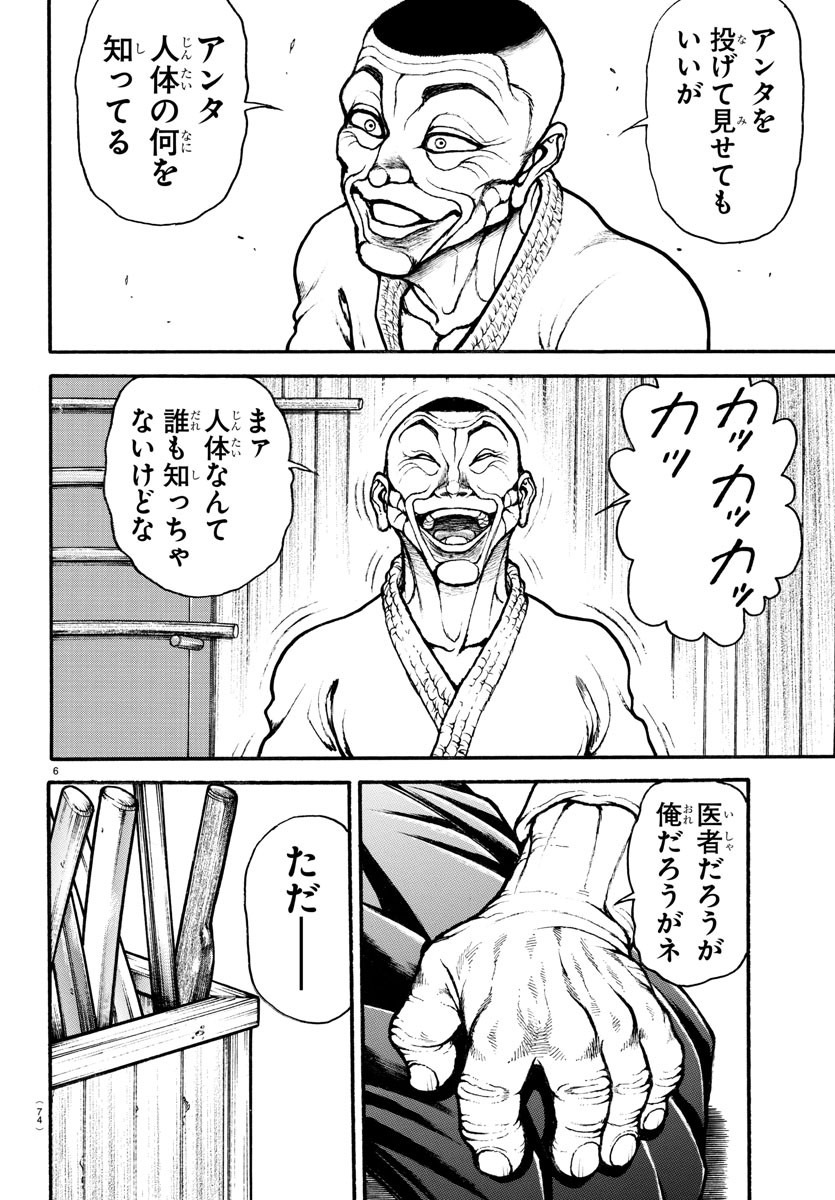 アンタを
投げて見せても
いいが
アンタ
人体の何を
知ってる
カッカッカッ
カッ
まァ
人体なんて
誰も知っちゃ
ないけどな
医者だろうが
俺だろうがネ
ただ──
6
(74)